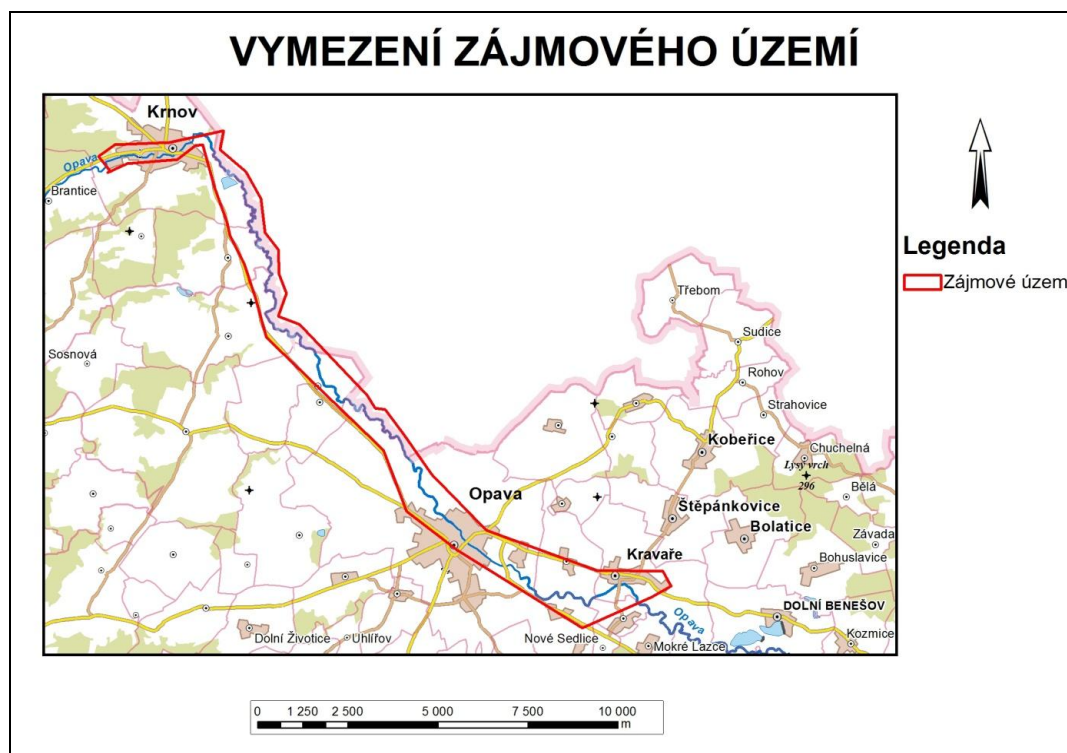 VYMEZENÍ ZÁJMOVÉHO ÚZEMÍ
Krnov
Opava
Brantice
Legenda
Zájmové územ
Třebom
Sudice
Sosnová
Rohov
Strahovice
Kobeřice
Chuchelná
Lysý vrch
296
Bělá
Opava
Štěpánkovice
Bolatice
Závada
Kravaře
Bohuslavice
DOLNÍ BENEŠOV
Opava
Dolní Životice
Uhlířov
Nové Sedlice
Mokré Lazce
Kozmice
0 1 250 2 500 5 000 7 500 10 000
m